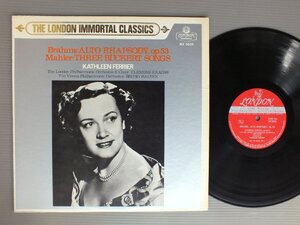 THE LONDON IMMORTAL CLASSICS
LONDON
Brahms: ALTO RHAPSODY, op.53
Mahler: THREE RÜCKERT SONGS
KATHLEEN FERRIER
The London Philharmonic Orchestra & Choir CLEMENS KRAUSS
The Vienna Philharmonic Orchestra BRUNO WALTER
LONDON